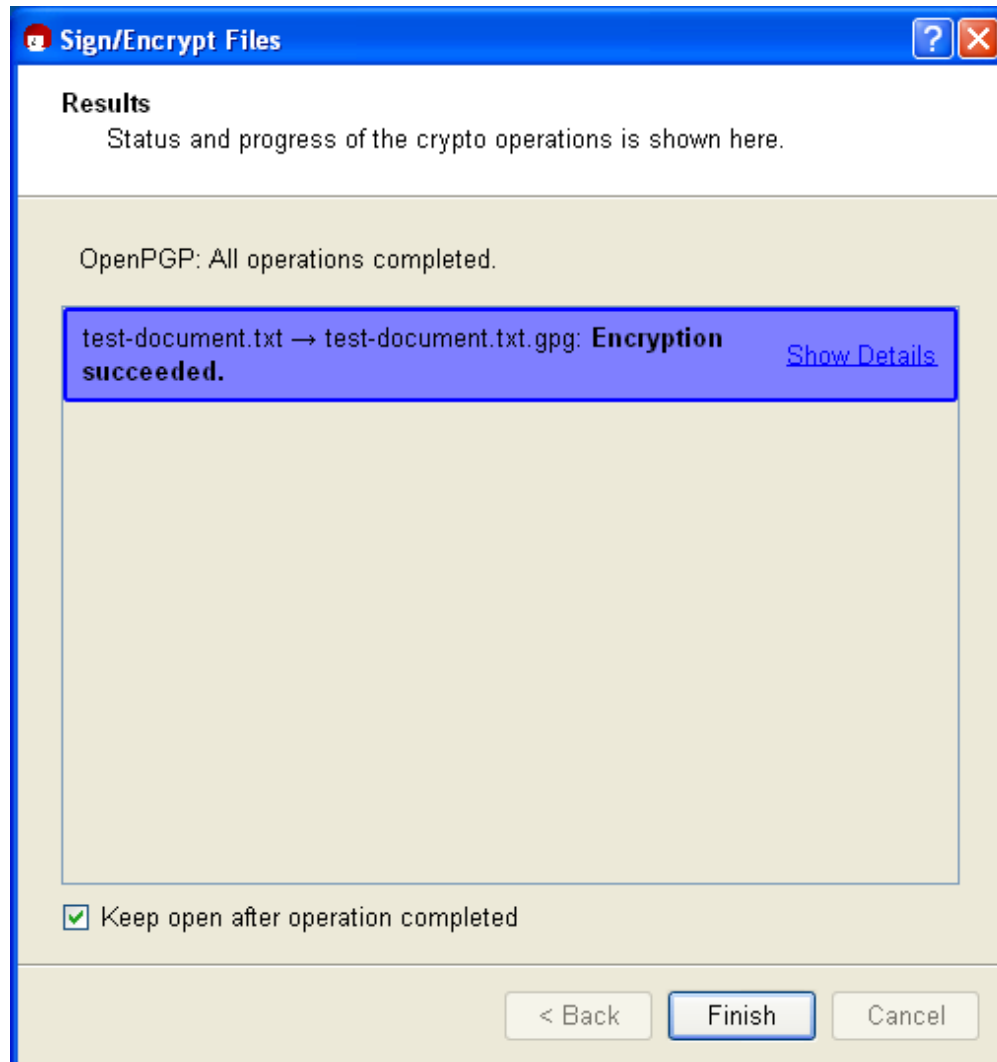 Sign/Encrypt Files
Results
Status and progress of the crypto operations is shown here.
OpenPGP: All operations completed.
test-document.txt → test-document.txt.gpg: Encryption
succeeded.
Show Details
Keep open after operation completed
< Back
Finish
Cancel